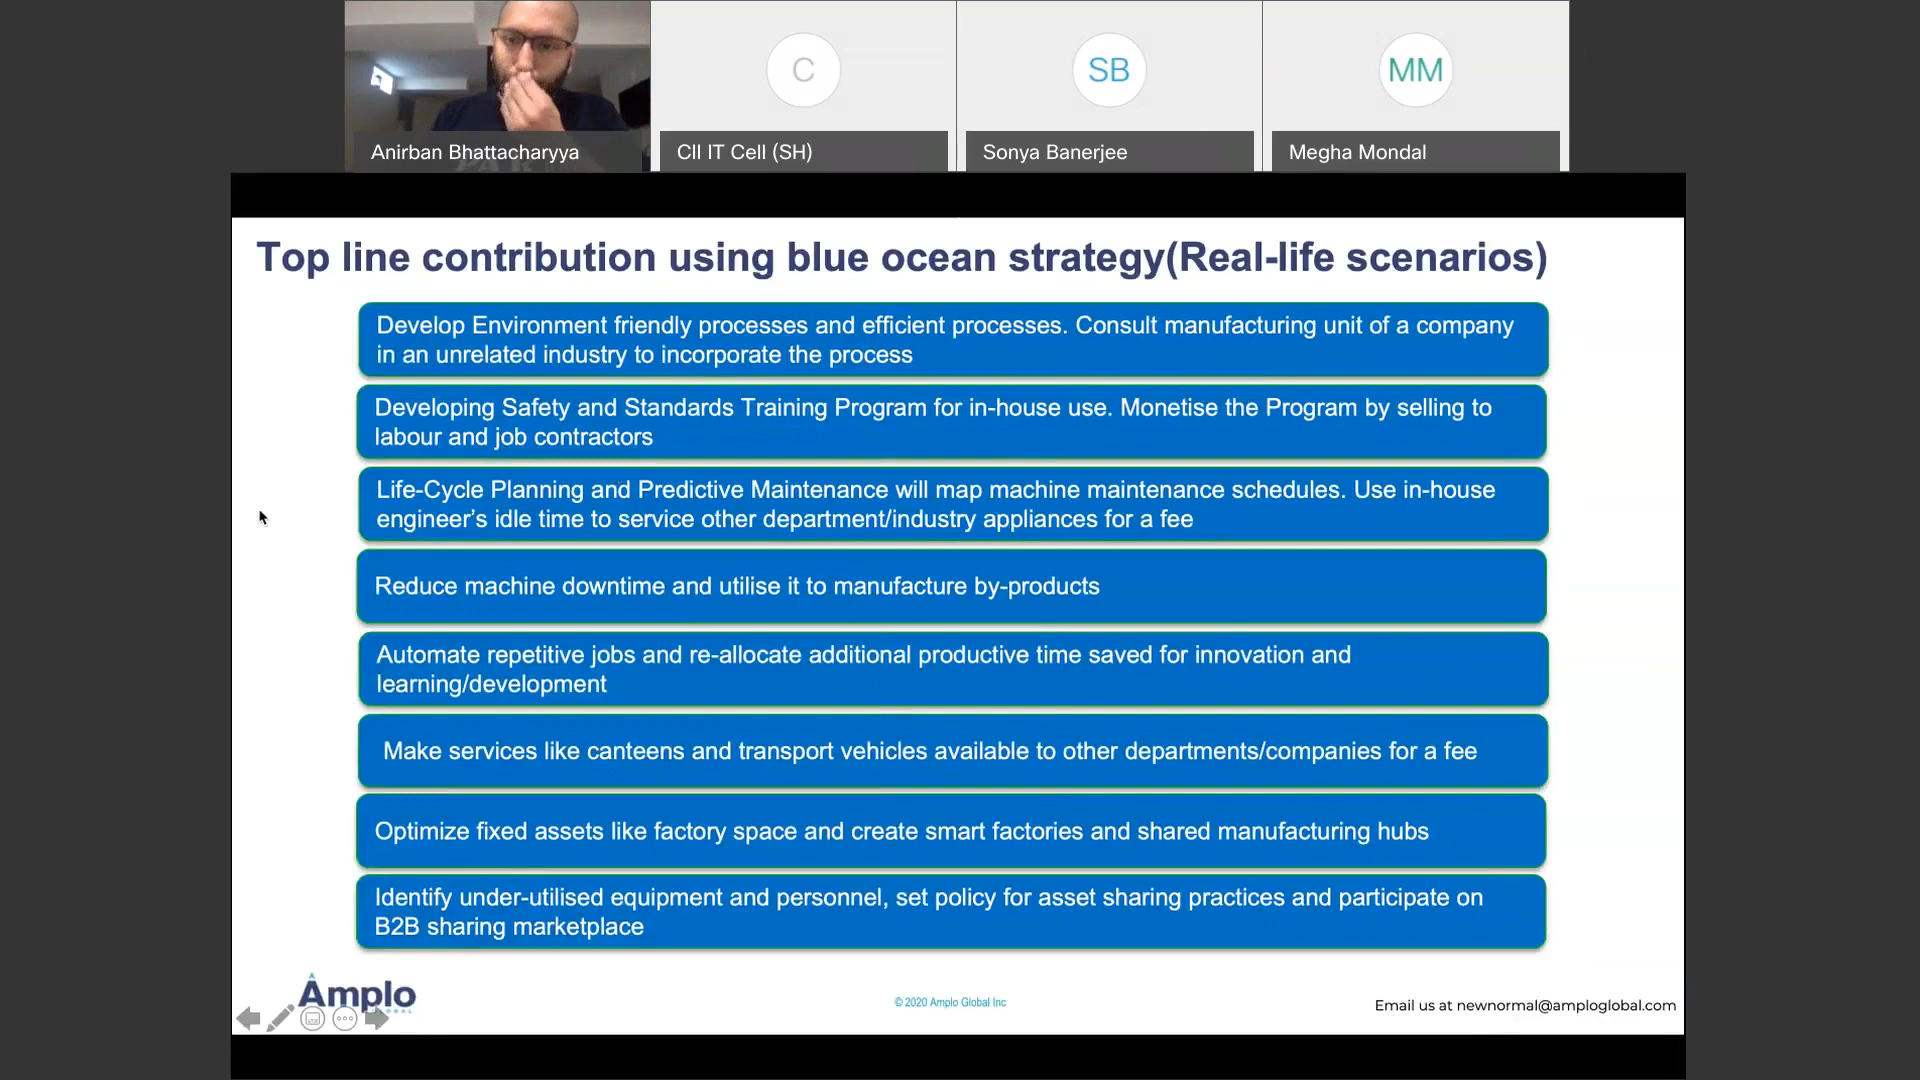 C
SB
MM
Anirban Bhattacharyya
CII IT Cell (SH)
Sonya Banerjee
Megha Mondal
Top line contribution using blue ocean strategy(Real-life scenarios)
Develop Environment friendly processes and efficient processes. Consult manufacturing unit of a company
in an unrelated industry to incorporate the process
Developing Safety and Standards Training Program for in-house use. Monetise the Program by selling to
labour and job contractors
Life-Cycle Planning and Predictive Maintenance will map machine maintenance schedules. Use in-house
engineer’s idle time to service other department/industry appliances for a fee
Reduce machine downtime and utilise it to manufacture by-products
Automate repetitive jobs and re-allocate additional productive time saved for innovation and
learning/development
Make services like canteens and transport vehicles available to other departments/companies for a fee
Optimize fixed assets like factory space and create smart factories and shared manufacturing hubs
Identify under-utilised equipment and personnel, set policy for asset sharing practices and participate on
B2B sharing marketplace
Amplo
© 2020 Amplo Global Inc
Email us at newnormal@amploglobal.com